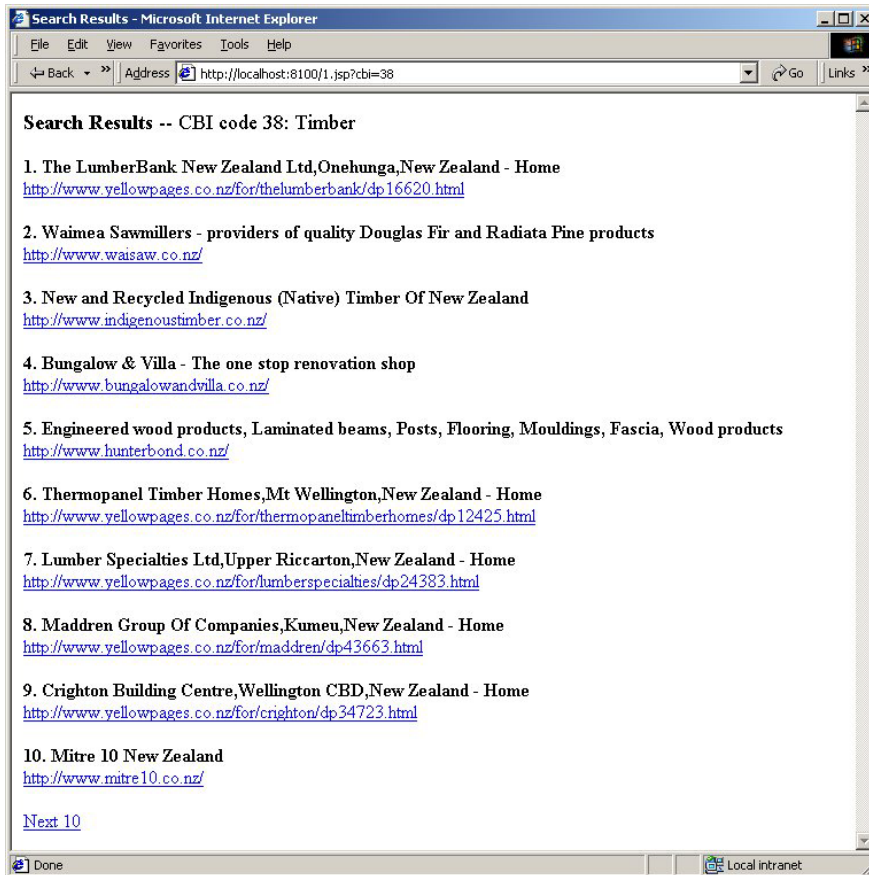 Search Results - Microsoft Internet Explorer
File Edit View Favorites Tools Help
Back » Address http://localhost:8100/1.jsp?cbi=38 Go Links »
Search Results -- CBI code 38: Timber
1. The LumberBank New Zealand Ltd,Onehunga,New Zealand - Home
http://www.yellowpages.co.nz/for/thelumberbank/dp16620.html
2. Waimea Sawmillers - providers of quality Douglas Fir and Radiata Pine products
http://www.waisaw.co.nz/
3. New and Recycled Indigenous (Native) Timber Of New Zealand
http://www.indigenoustimber.co.nz/
4. Bungalow & Villa - The one stop renovation shop
http://www.bungalowandvilla.co.nz/
5. Engineered wood products, Laminated beams, Posts, Flooring, Mouldings, Fascia, Wood products
http://www.hunterbond.co.nz/
6. Thermopanel Timber Homes,Mt Wellington,New Zealand - Home
http://www.yellowpages.co.nz/for/thermopaneltimberhomes/dp12425.html
7. Lumber Specialties Ltd,Upper Riccarton,New Zealand - Home
http://www.yellowpages.co.nz/for/lumberspecialties/dp24383.html
8. Maddren Group Of Companies,Kumeu,New Zealand - Home
http://www.yellowpages.co.nz/for/maddren/dp43663.html
9. Crighton Building Centre,Wellington CBD,New Zealand - Home
http://www.yellowpages.co.nz/for/crighton/dp34723.html
10. Mitre 10 New Zealand
http://www.mitre10.co.nz/
Next 10
Done Local intranet